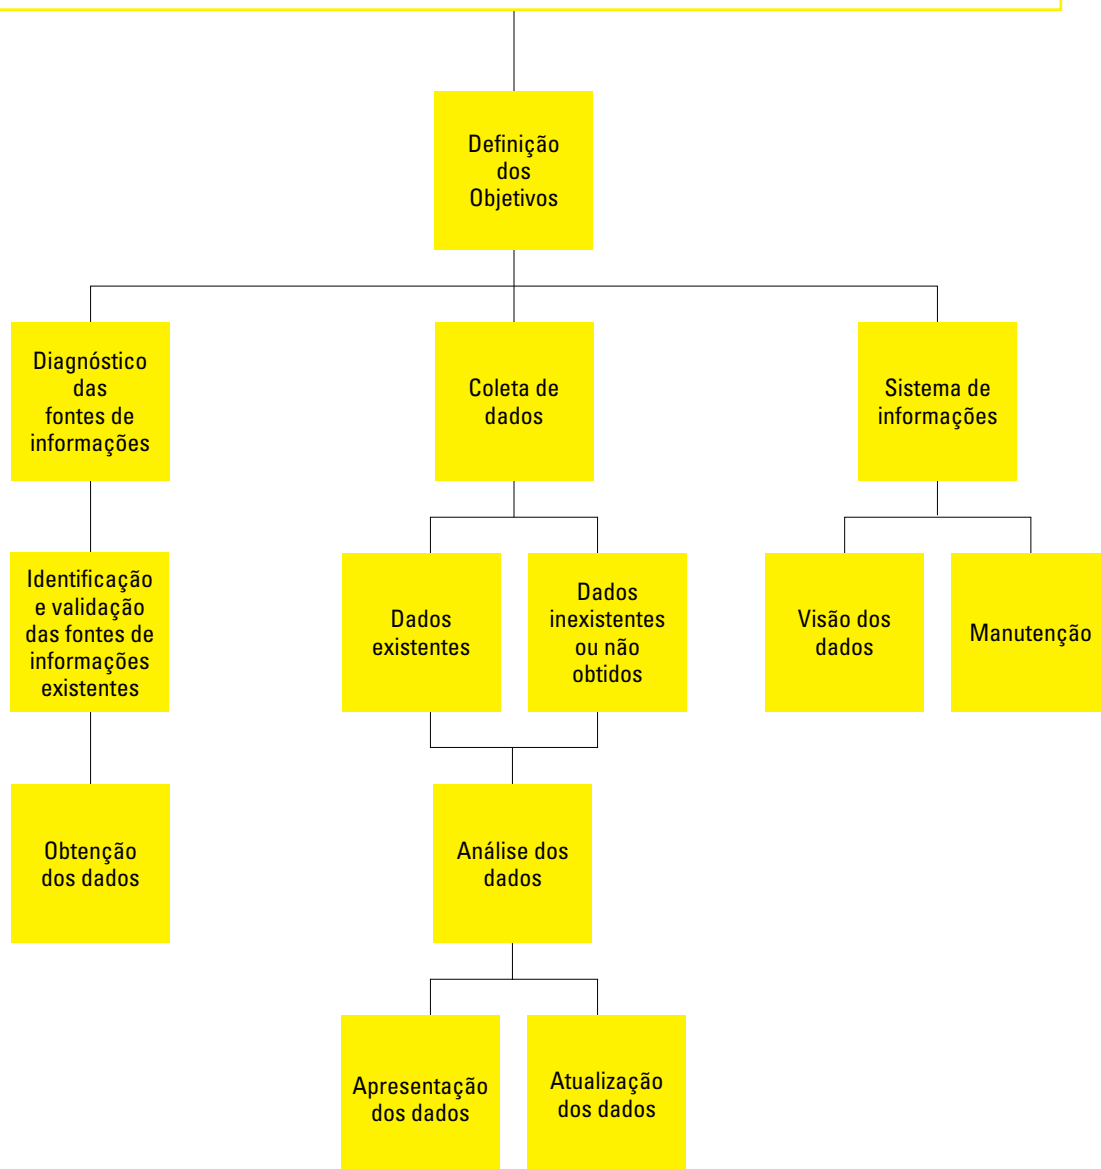 Definição
dos
Objetivos
Diagnóstico
das
fontes de
informações
Coleta de
dados
Sistema de
informações
Identificação
e validação
das fontes de
informações
existentes
Dados
existentes
Dados
inexistentes
ou não
obtidos
Visão dos
dados
Manutenção
Obtenção
dos dados
Análise dos
dados
Apresentação
dos dados
Atualização
dos dados